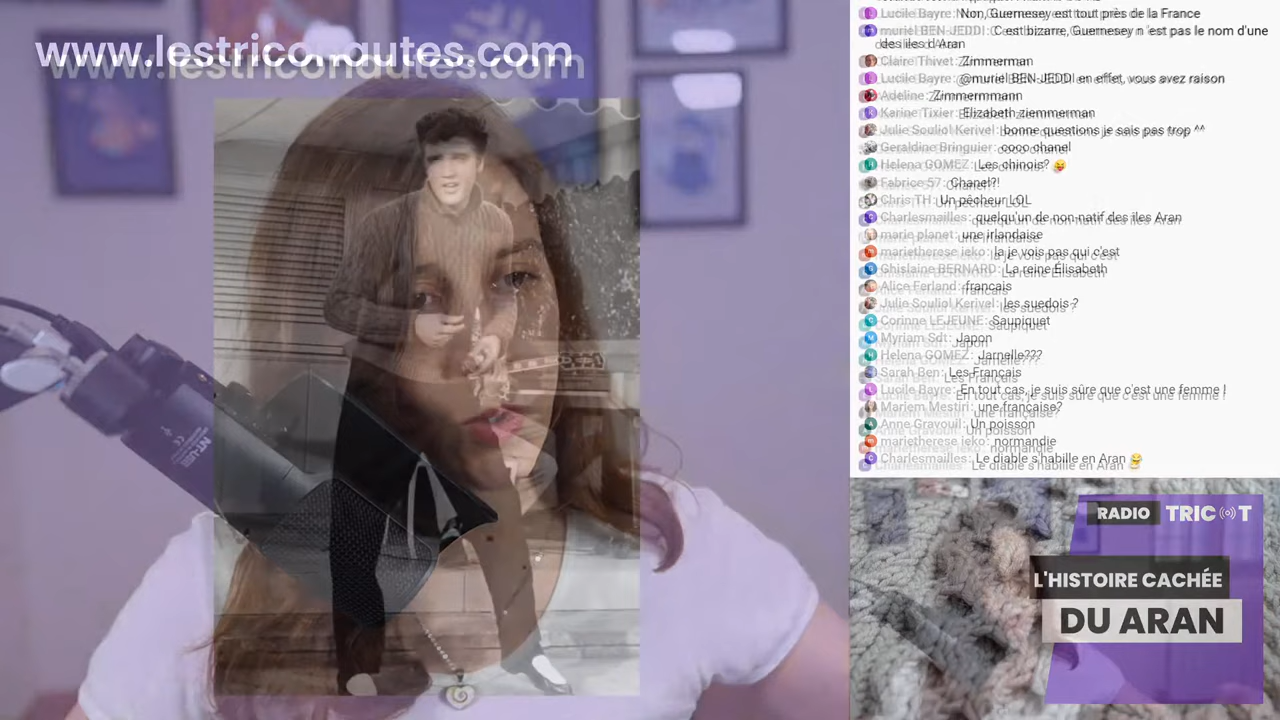 www.lestriconautes.com
Lucile Bayre: Non, Guernesey est tout près de la France
muriel BEN-JEDDI: C'est bizarre, Guernesey n'est pas le nom d'une
des iles d'Aran
Claire Thivet: Zimmerman
Lucile Bayre: @muriel BEN-JEDDI en effet, vous avez raison
Adeline: Zimmermmann
Karine Tixier: Elizabeth ziemmerman
Julie Souliol Kerivel: bonne questions je sais pas trop ^^
Geraldine Bringuier: coco chanel
Helena GOMEZ: Les chinois? 😜
Fabrice 57: Chanel?!
Chris TH: Un pêcheur LOL
Charlesmailles: quelqu'un de non natif des iles Aran
marie planet: une irlandaise
marietherese ieko: la je vois pas qui c'est
Ghislaine BERNARD: La reine Élisabeth
Alice Ferland: francais
Julie Souliol Kerivel: les suedois ?
Corinne LEJEUNE: Saupiquet
Myriam Sdt: Japon
Helena GOMEZ: Jarnelle???
Sarah Ben: Les Français
Lucile Bayre: En tout cas, je suis sûre que c'est une femme !
Mariem Mestiri: une française?
Anne Gravouil: Un poisson
marietherese ieko: normandie
Charlesmailles: Le diable s'habille en Aran 😂
RADIO TRICOT
L'HISTOIRE CACHÉE
DU ARAN